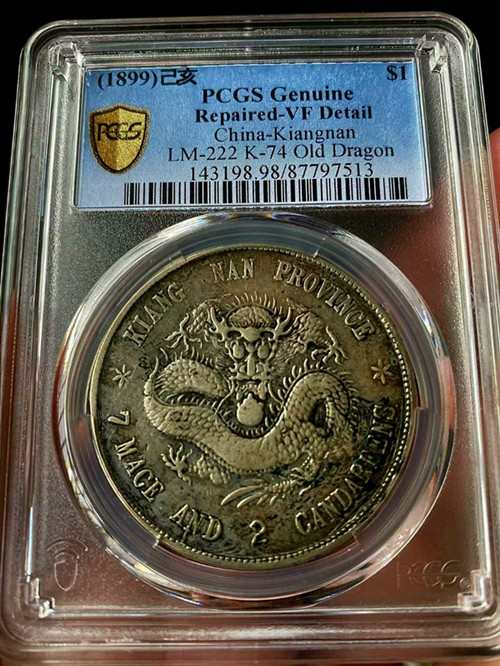 (1899)己亥 $1
PCGS Genuine
Repaired-VF Detail
China-Kiangnan
LM-222 K-74 Old Dragon
143198.98/87797513
PCGS
KIANG NAN PROVINCE
7 MACE AND 2 CANDAREENS.
PCGS